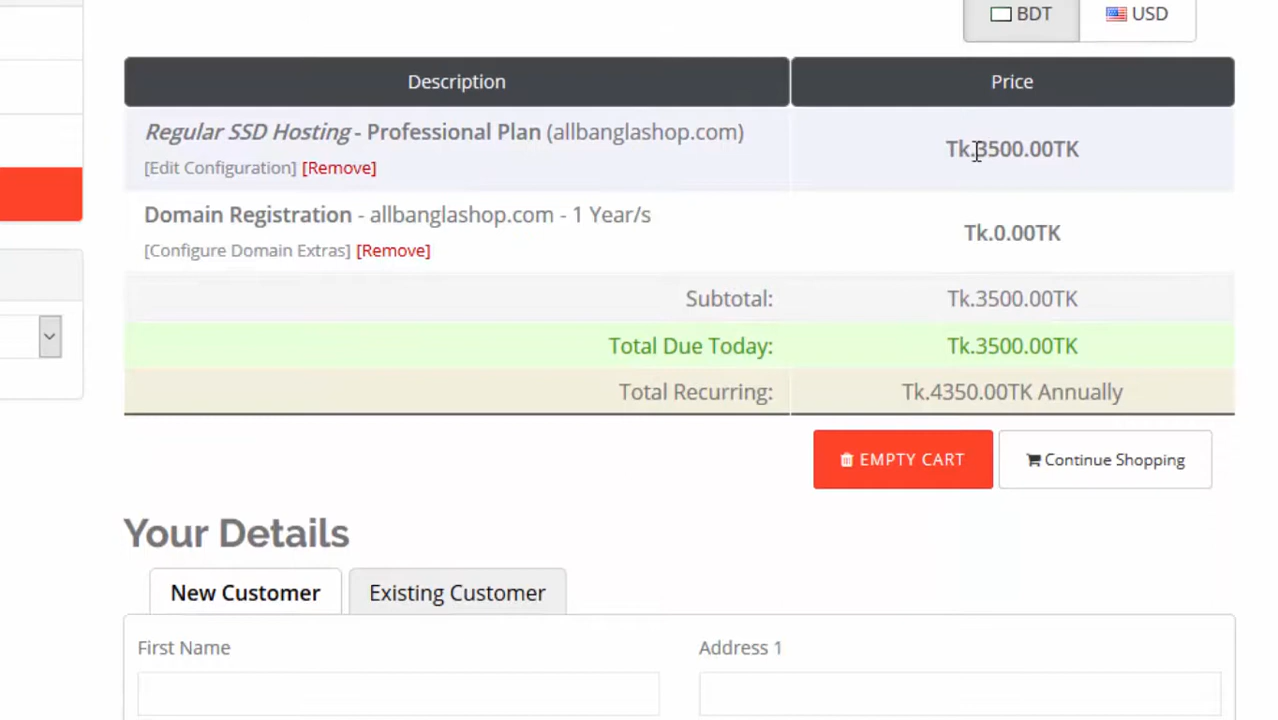 BDT USD
Description Price
Regular SSD Hosting - Professional Plan (allbanglashop.com) Tk.3500.00TK
[Edit Configuration] [Remove]
Domain Registration - allbanglashop.com - 1 Year/s Tk.0.00TK
[Configure Domain Extras] [Remove]
Subtotal: Tk.3500.00TK
Total Due Today: Tk.3500.00TK
Total Recurring: Tk.4350.00TK Annually
EMPTY CART Continue Shopping
Your Details
New Customer Existing Customer
First Name Address 1